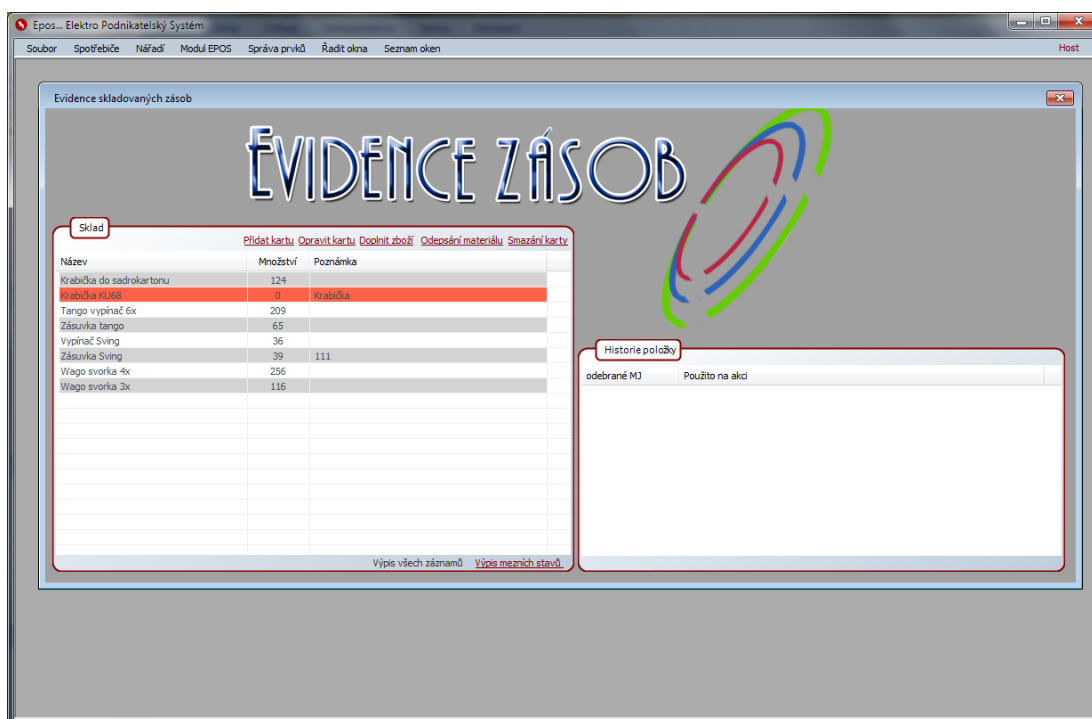 Epos... Elektro Podnikatelský Systém
Soubor Spotřebiče Nářadí Modul EPOS Správa prvků Řadit okna Seznam oken Host
Evidence skladovaných zásob
EVIDENCE ZÁSOB
Sklad
Přidat kartu Opravit kartu Doplnit zboží Odepsání materiálu Smazání karty
Název Množství Poznámka
Krabička do sadrokartonu 124
Krabička KU68 0 Krabička
Tango vypínač 6x 209
Zásuvka tango 65
Vypínač Sving 36
Zásuvka Sving 39 111
Wago svorka 4x 256
Wago svorka 3x 116
Výpis všech záznamů Výpis mezních stavů
Historie položky
odebrané MJ Použito na akci